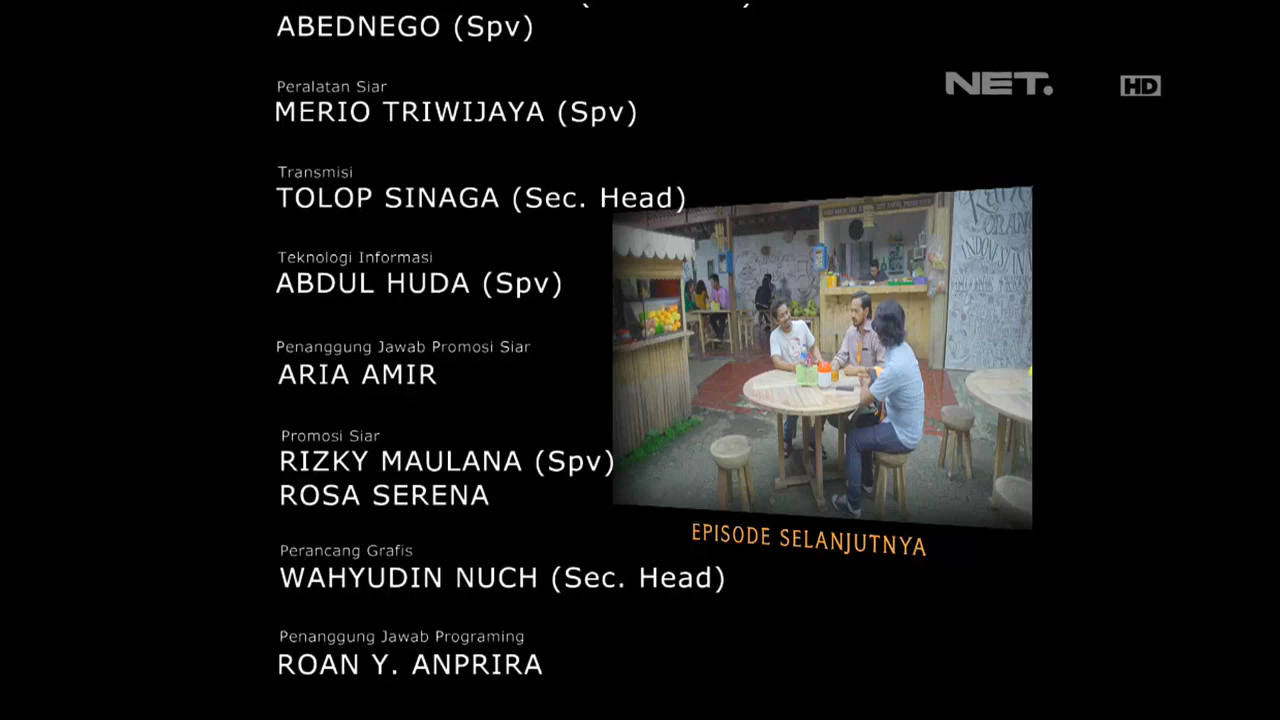 ABEDNEGO (Spv)
Peralatan Siar
MERIO TRIWIJAYA (Spv)
Transmisi
TOLOP SINAGA (Sec. Head)
Teknologi Informasi
ABDUL HUDA (Spv)
Penanggung Jawab Promosi Siar
ARIA AMIR
Promosi Siar
RIZKY MAULANA (Spv)
ROSA SERENA
Perancang Grafis
WAHYUDIN NUCH (Sec. Head)
Penanggung Jawab Programing
ROAN Y. ANPRIRA
NET.
HD
EPISODE SELANJUTNYA